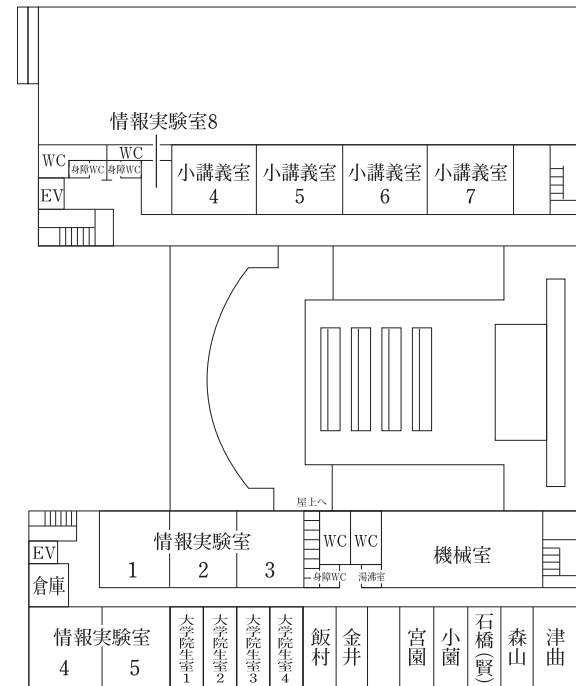 情報実験室8
WC
WC
身障WC
身障WC
EV
小講義室
4
小講義室
5
小講義室
6
小講義室
7
屋上へ
EV
倉庫
情報実験室
1
2
3
WC
WC
身障WC
湯沸室
機械室
情報実験室
4
5
大学院生室1
大学院生室2
大学院生室3
大学院生室4
飯村
金井
宮園
小薗
石橋(賢)
森山
津曲